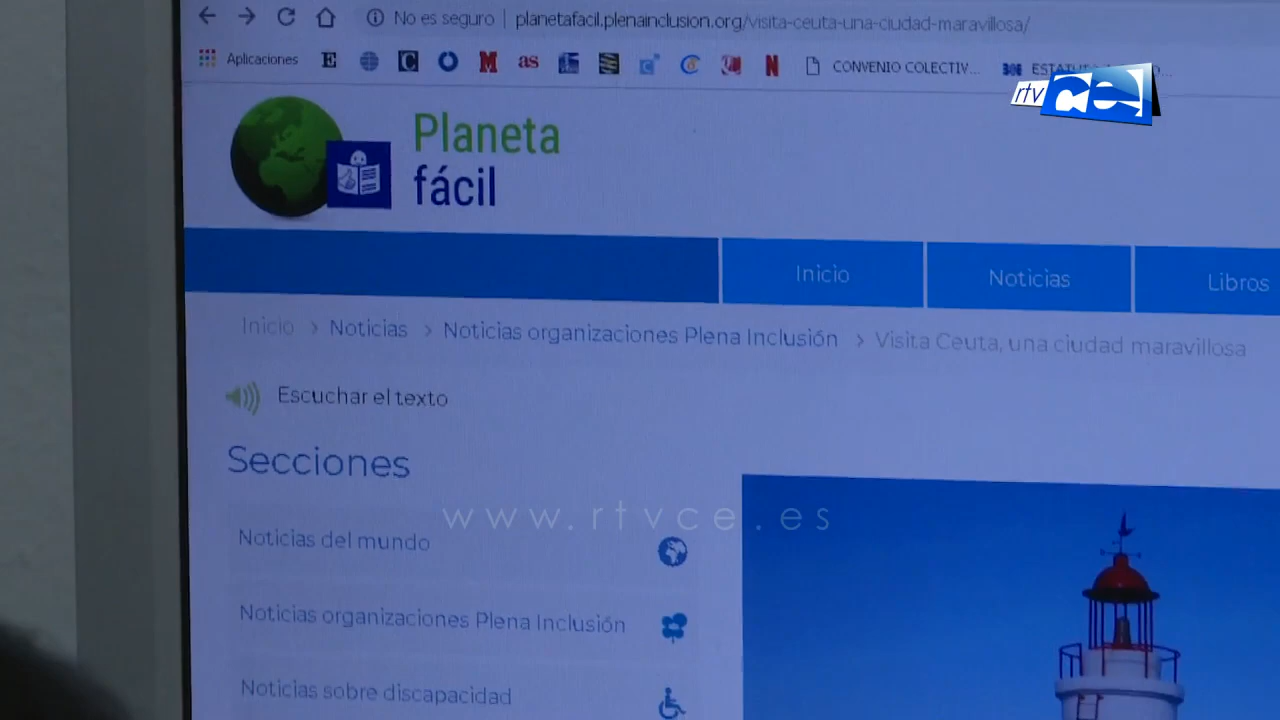 No es seguro | planetafacil.plenainclusion.org/visita-ceuta-una-ciudad-maravillosa/
Aplicaciones E C M as N CONVENIO COLECTIV...
rtvce
Planeta
fácil
Inicio Noticias Libros
Inicio > Noticias > Noticias organizaciones Plena Inclusión > Visita Ceuta, una ciudad maravillosa
Escuchar el texto
Secciones
www.rtvce.es
Noticias del mundo
Noticias organizaciones Plena Inclusión
Noticias sobre discapacidad